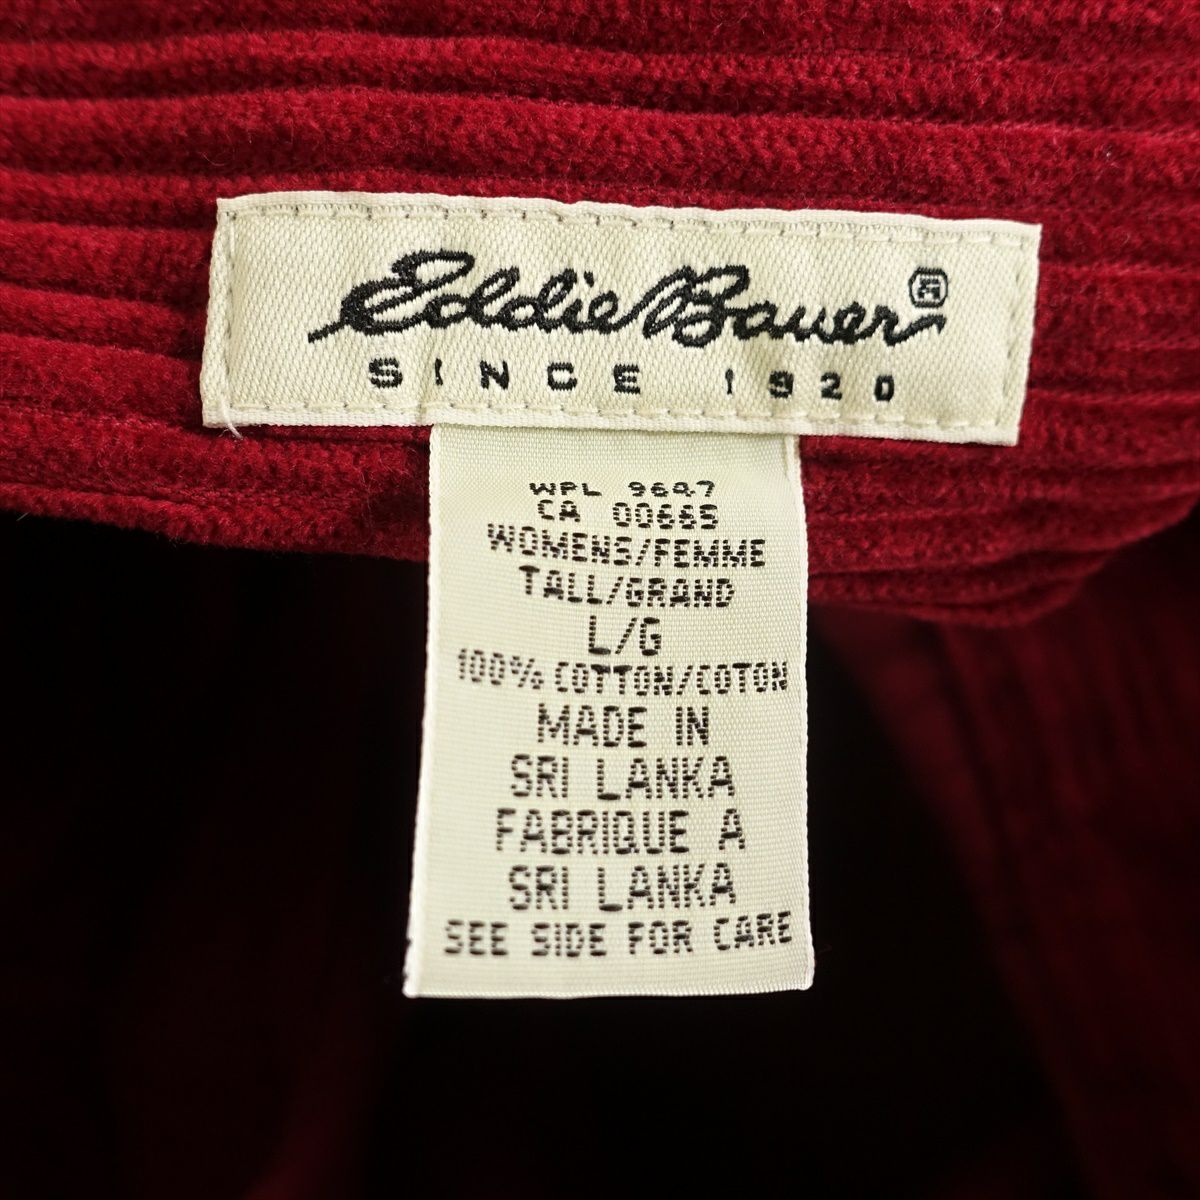 Eddie Bauer ®
SINCE 1920
WPL 9647
CA 00665
WOMENS/FEMME
TALL/GRAND
L/G
100% COTTON/COTON
MADE IN
SRI LANKA
FABRIQUE A
SRI LANKA
SEE SIDE FOR CARE